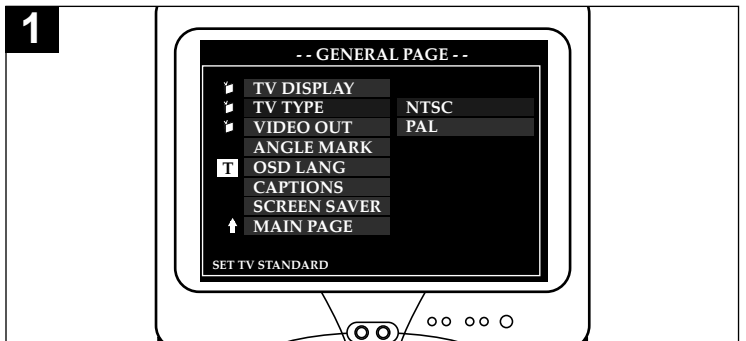 1
- - GENERAL PAGE - -
TV DISPLAY
TV TYPE NTSC
VIDEO OUT PAL
ANGLE MARK
T OSD LANG
CAPTIONS
SCREEN SAVER
MAIN PAGE
SET TV STANDARD